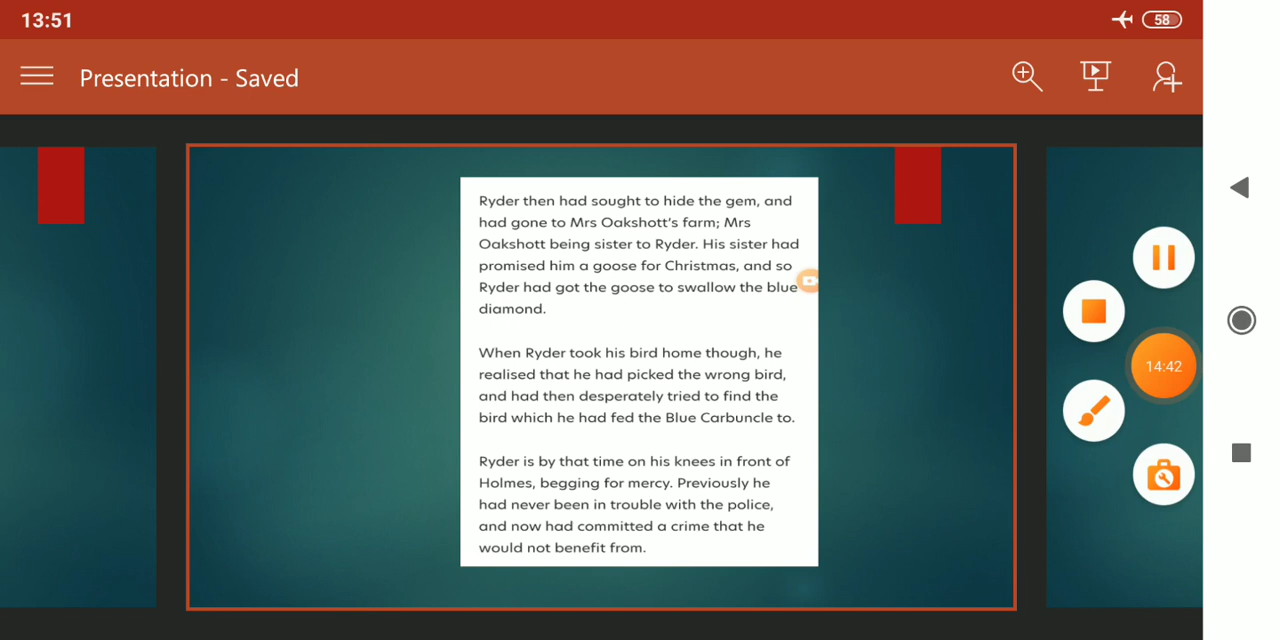 13:51
58
Presentation - Saved
Ryder then had sought to hide the gem, and
had gone to Mrs Oakshott's farm; Mrs
Oakshott being sister to Ryder. His sister had
promised him a goose for Christmas, and so
Ryder had got the goose to swallow the blue
diamond.
When Ryder took his bird home though, he
realised that he had picked the wrong bird,
and had then desperately tried to find the
bird which he had fed the Blue Carbuncle to.
Ryder is by that time on his knees in front of
Holmes, begging for mercy. Previously he
had never been in trouble with the police,
and now had committed a crime that he
would not benefit from.
14:42